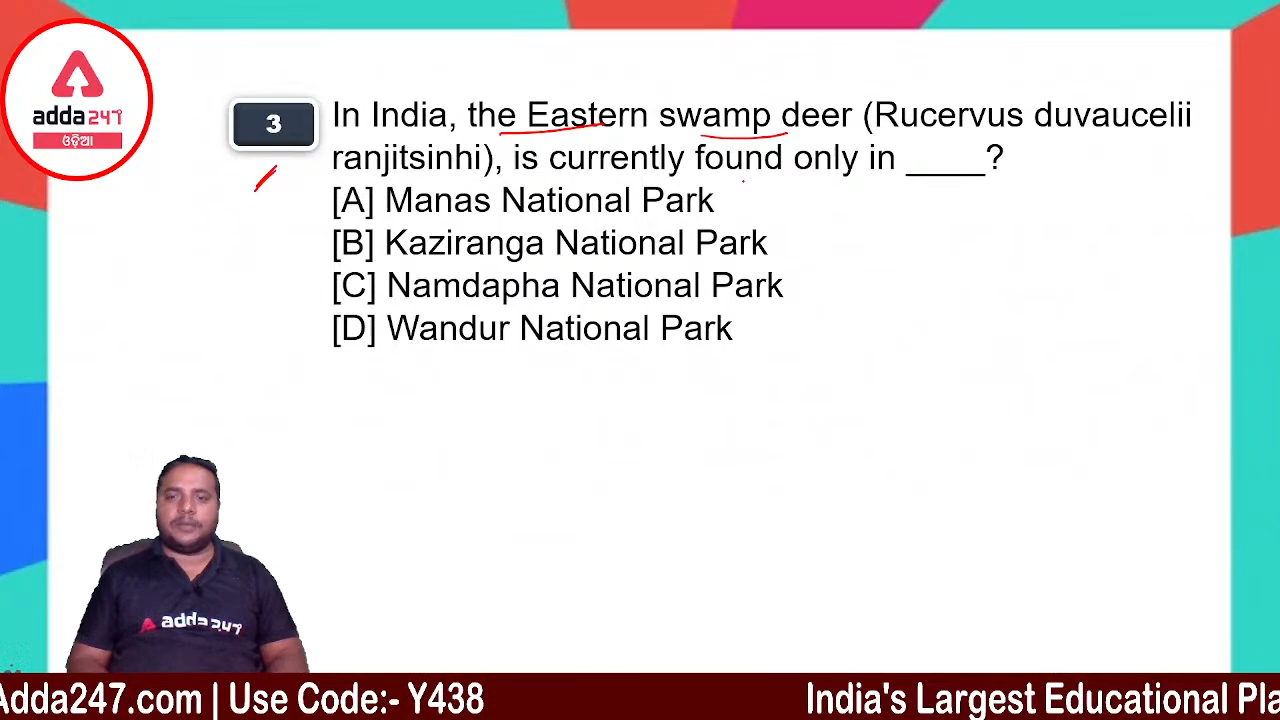 adda247
ଓଡ଼ିଆ
3
In India, the Eastern swamp deer (Rucervus duvaucelii
ranjitsinhi), is currently found only in ____?
[A] Manas National Park
[B] Kaziranga National Park
[C] Namdapha National Park
[D] Wandur National Park
adda247
Adda247.com | Use Code:- Y438
India's Largest Educational Pla